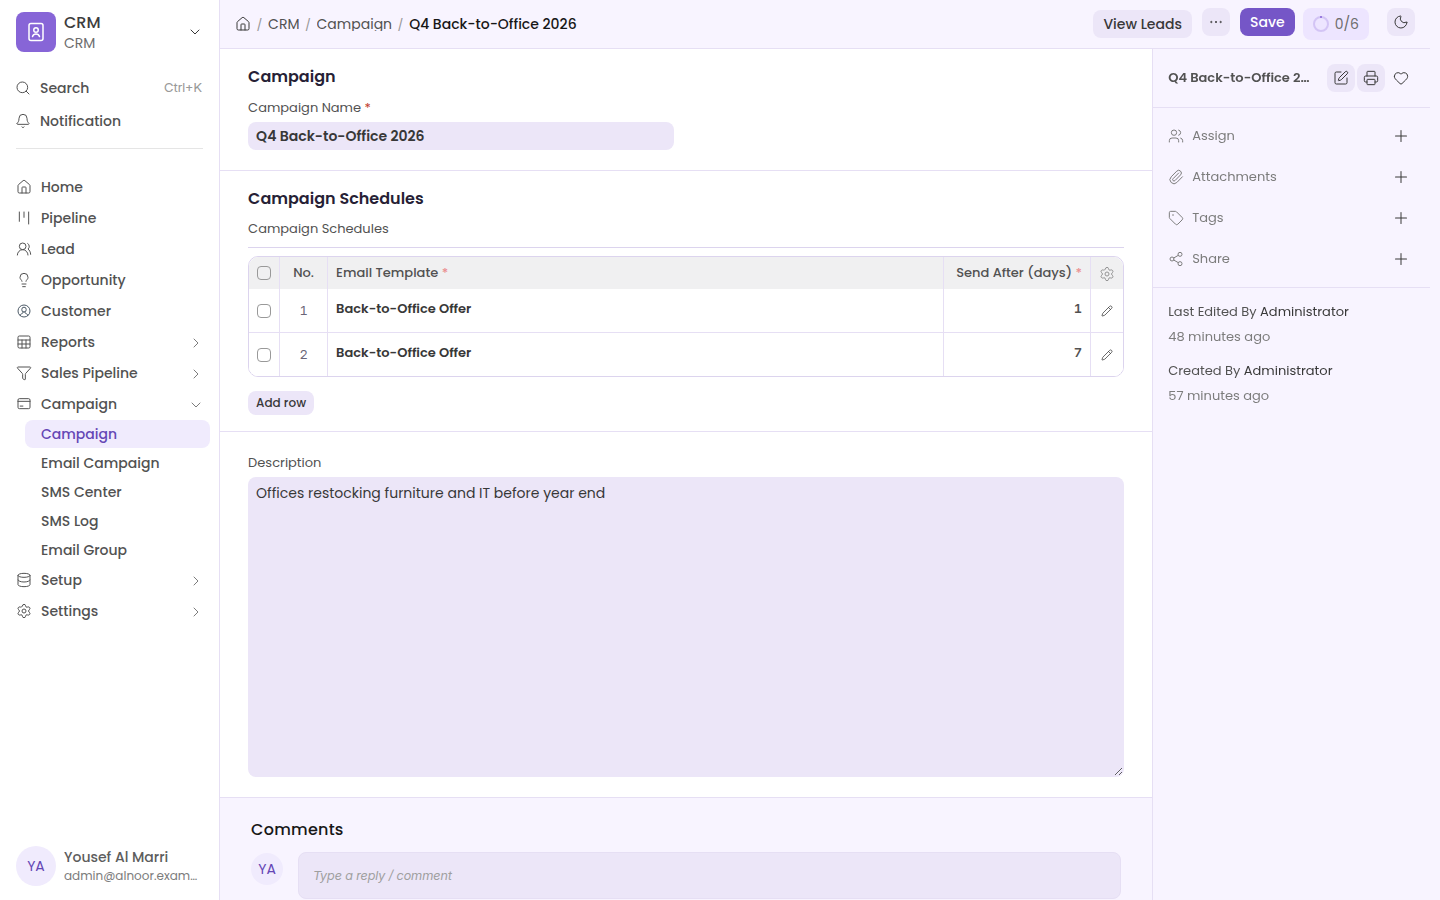 CRM
CRM
Search Ctrl+K
Notification
Home
Pipeline
Lead
Opportunity
Customer
Reports
Sales Pipeline
Campaign
Campaign
Email Campaign
SMS Center
SMS Log
Email Group
Setup
Settings
YA Yousef Al Marri
admin@alnoor.exam...
/ CRM / Campaign / Q4 Back-to-Office 2026
View Leads ... Save 0/6
Campaign
Campaign Name *
Q4 Back-to-Office 2026
Campaign Schedules
Campaign Schedules
No. Email Template * Send After (days) *
1 Back-to-Office Offer 1
2 Back-to-Office Offer 7
Add row
Description
Offices restocking furniture and IT before year end
Comments
YA Type a reply / comment
Q4 Back-to-Office 2...
Assign
Attachments
Tags
Share
Last Edited By Administrator
48 minutes ago
Created By Administrator
57 minutes ago